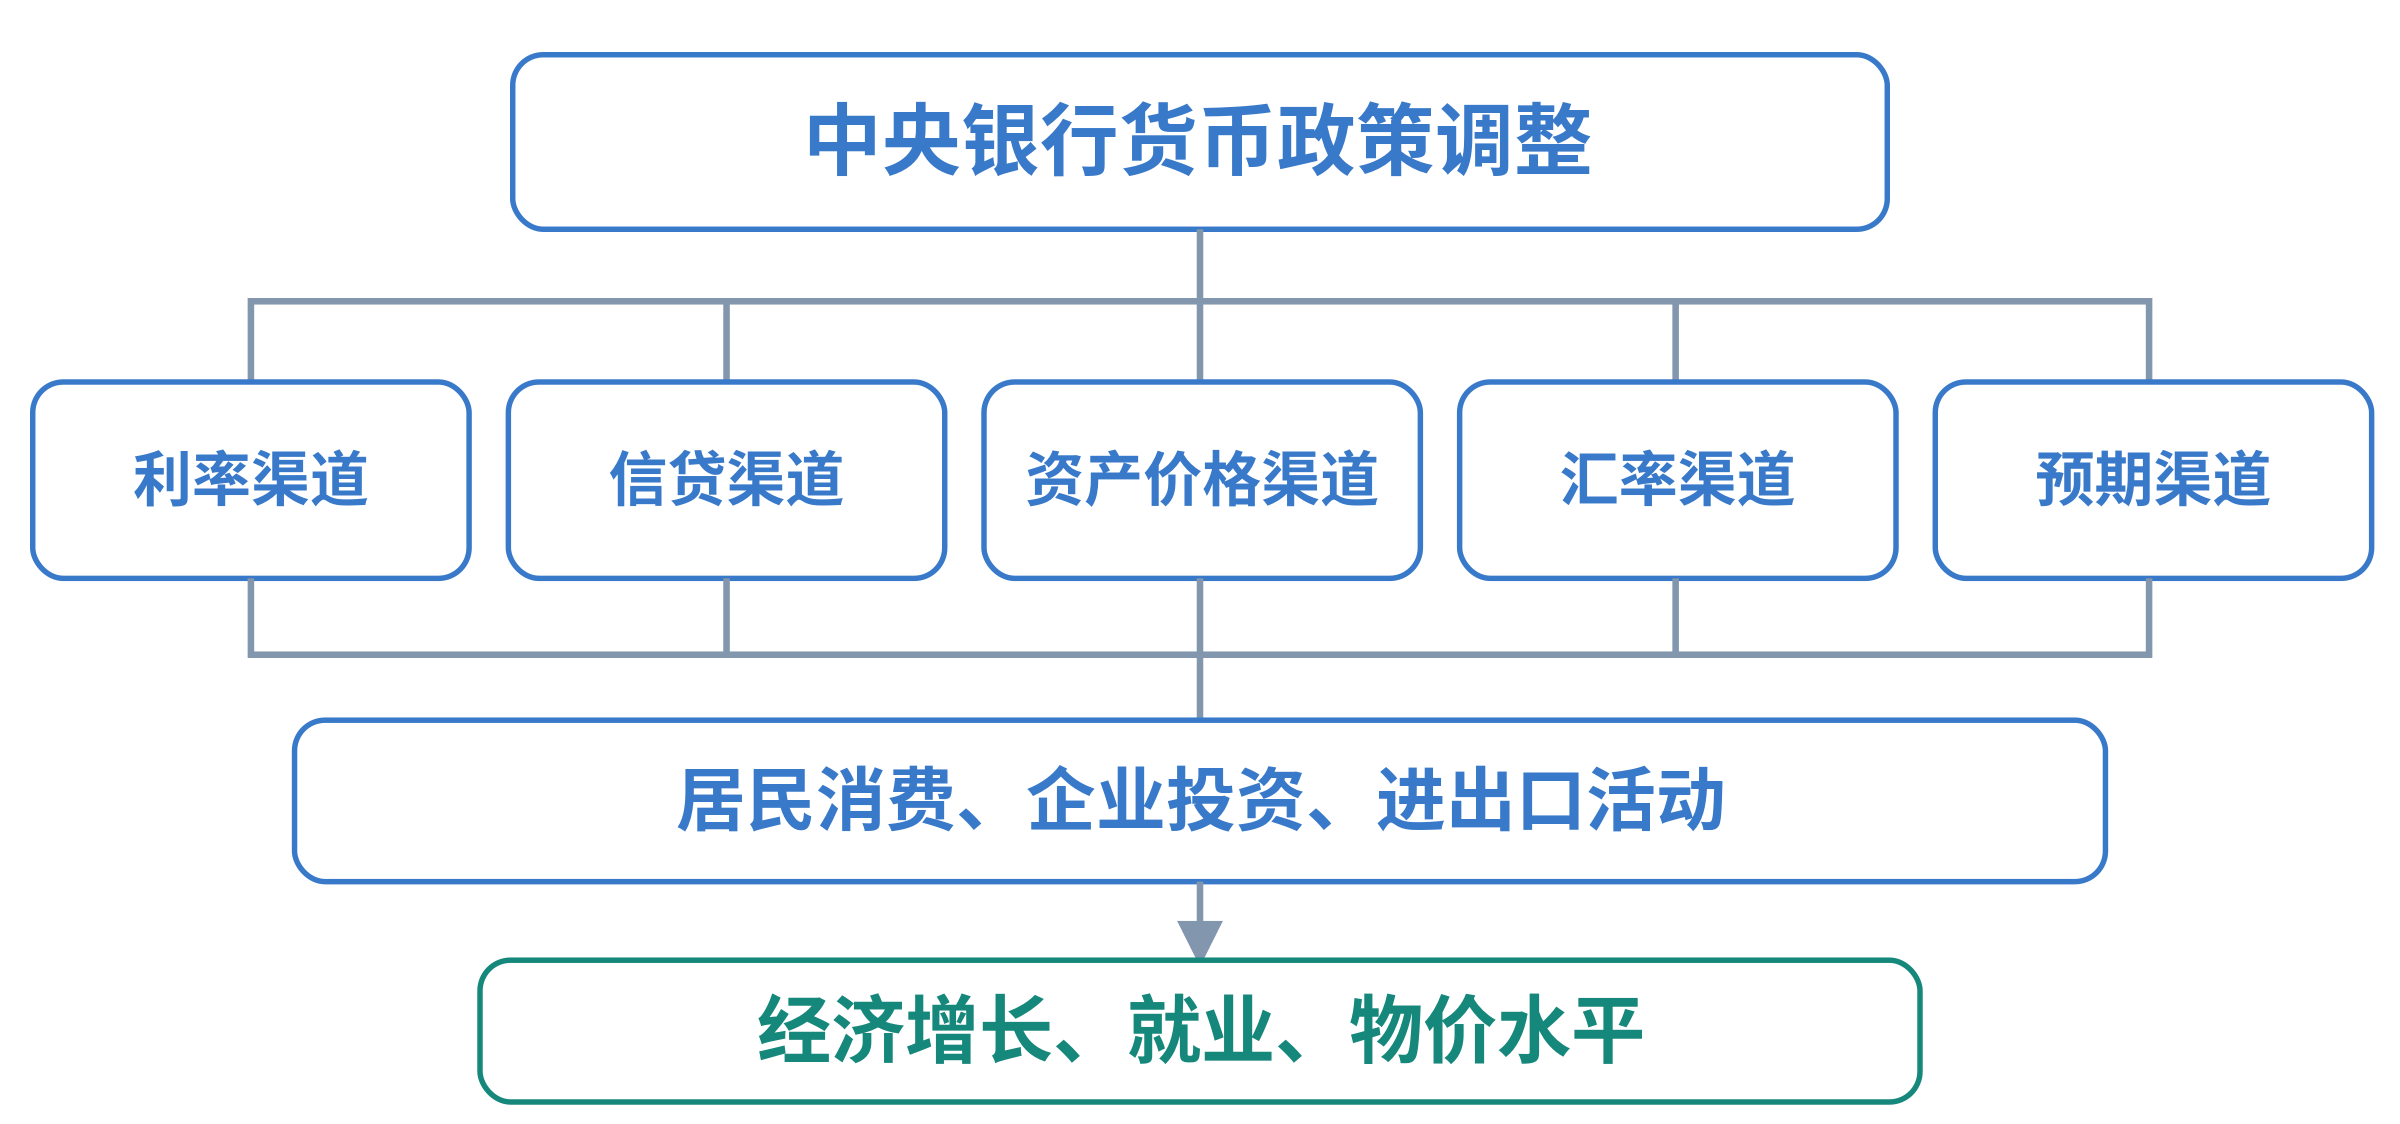 中央银行货币政策调整
利率渠道
信贷渠道
资产价格渠道
汇率渠道
预期渠道
居民消费、企业投资、进出口活动
经济增长、就业、物价水平